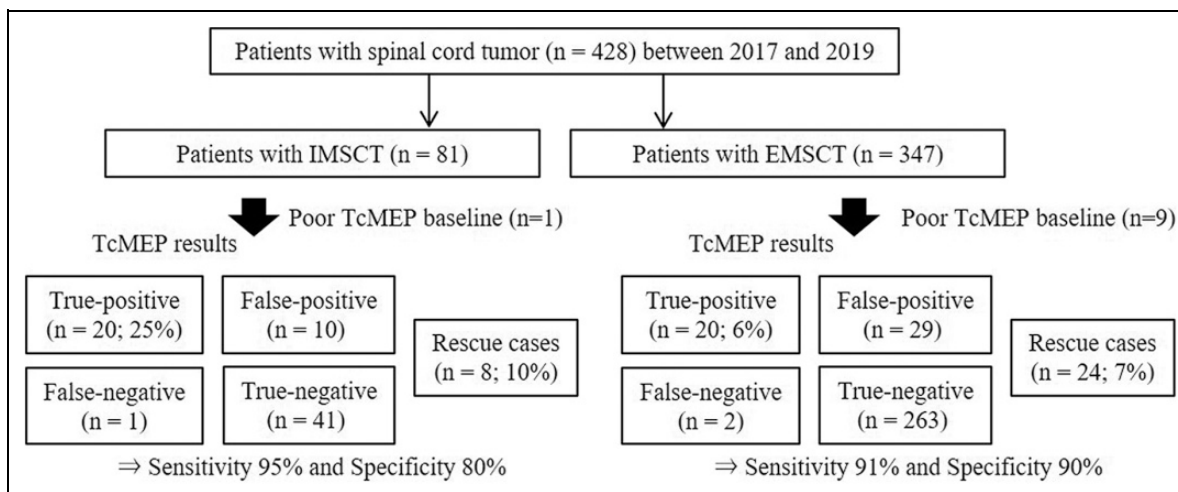 Patients with spinal cord tumor (n = 428) between 2017 and 2019
Patients with IMSCT (n = 81)
Patients with EMSCT (n = 347)
Poor TcMEP baseline (n=1)
TcMEP results
True-positive
(n = 20; 25%)
False-positive
(n = 10)
Rescue cases
(n = 8; 10%)
False-negative
(n = 1)
True-negative
(n = 41)
⇒ Sensitivity 95% and Specificity 80%
Poor TcMEP baseline (n=9)
TcMEP results
True-positive
(n = 20; 6%)
False-positive
(n = 29)
Rescue cases
(n = 24; 7%)
False-negative
(n = 2)
True-negative
(n = 263)
⇒ Sensitivity 91% and Specificity 90%